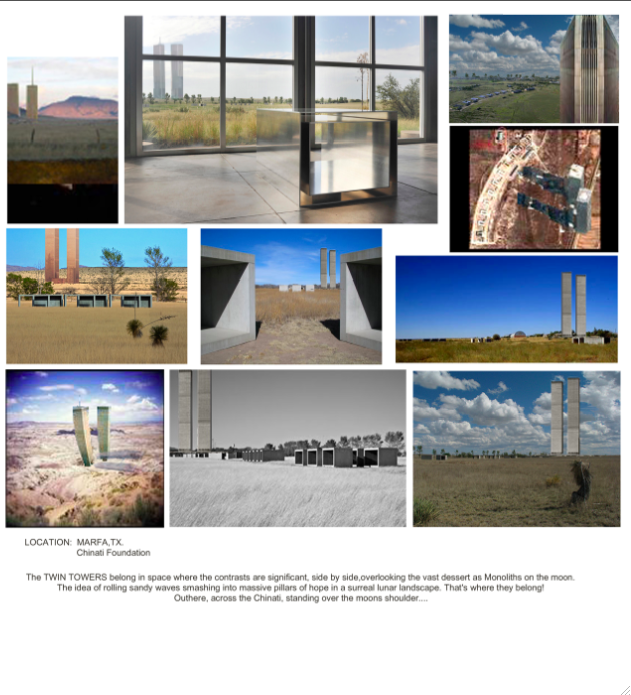 LOCATION: MARFA,TX.
Chinati Foundation
The TWIN TOWERS belong in space where the contrasts are significant, side by side,overlooking the vast dessert as Monoliths on the moon.
The idea of rolling sandy waves smashing into massive pillars of hope in a surreal lunar landscape. That's where they belong!
Outhere, across the Chinati, standing over the moons shoulder....